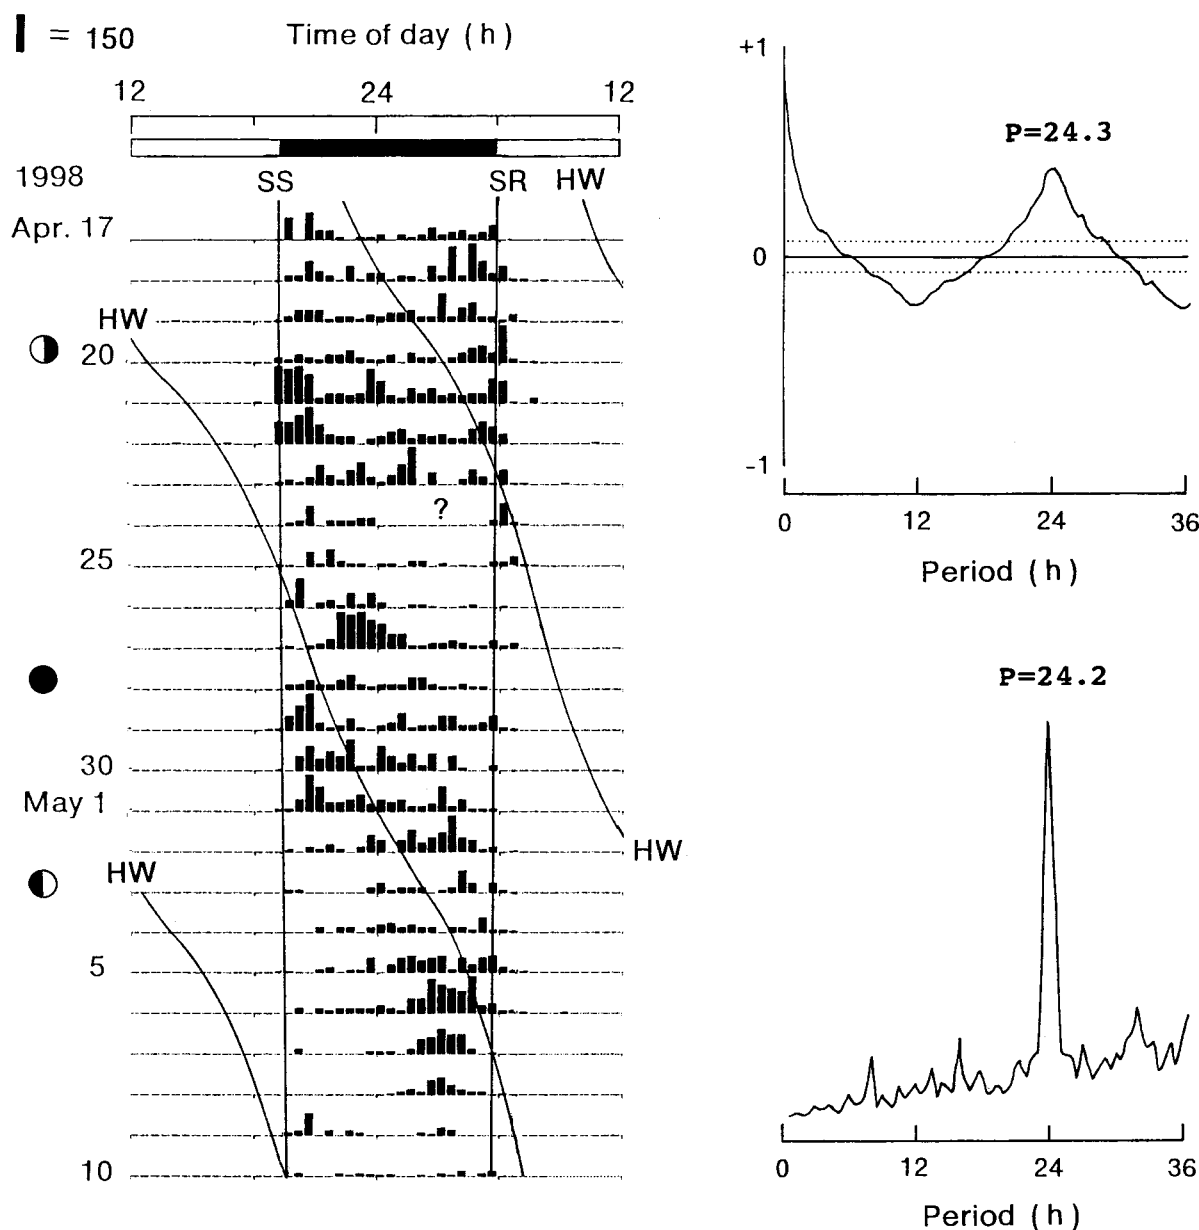 = 150
Time of day (h)
12 24 12
1998
SS SR HW
Apr. 17
HW
20
?
25
30
May 1
HW
HW
5
10
+1
P=24.3
0
-1
0 12 24 36
Period (h)
P=24.2
0 12 24 36
Period (h)